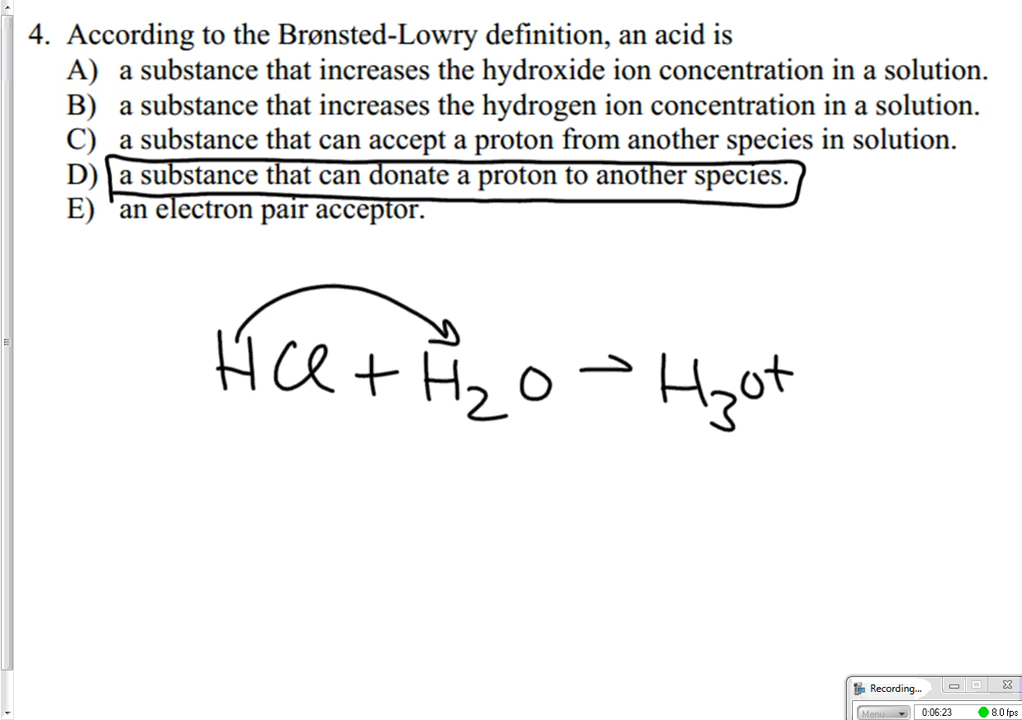 4. According to the Brønsted-Lowry definition, an acid is
A) a substance that increases the hydroxide ion concentration in a solution.
B) a substance that increases the hydrogen ion concentration in a solution.
C) a substance that can accept a proton from another species in solution.
D) a substance that can donate a proton to another species.
E) an electron pair acceptor.
HCl + H2O → H3O+
Recording...
Menu 0:06:23 8.0 fps